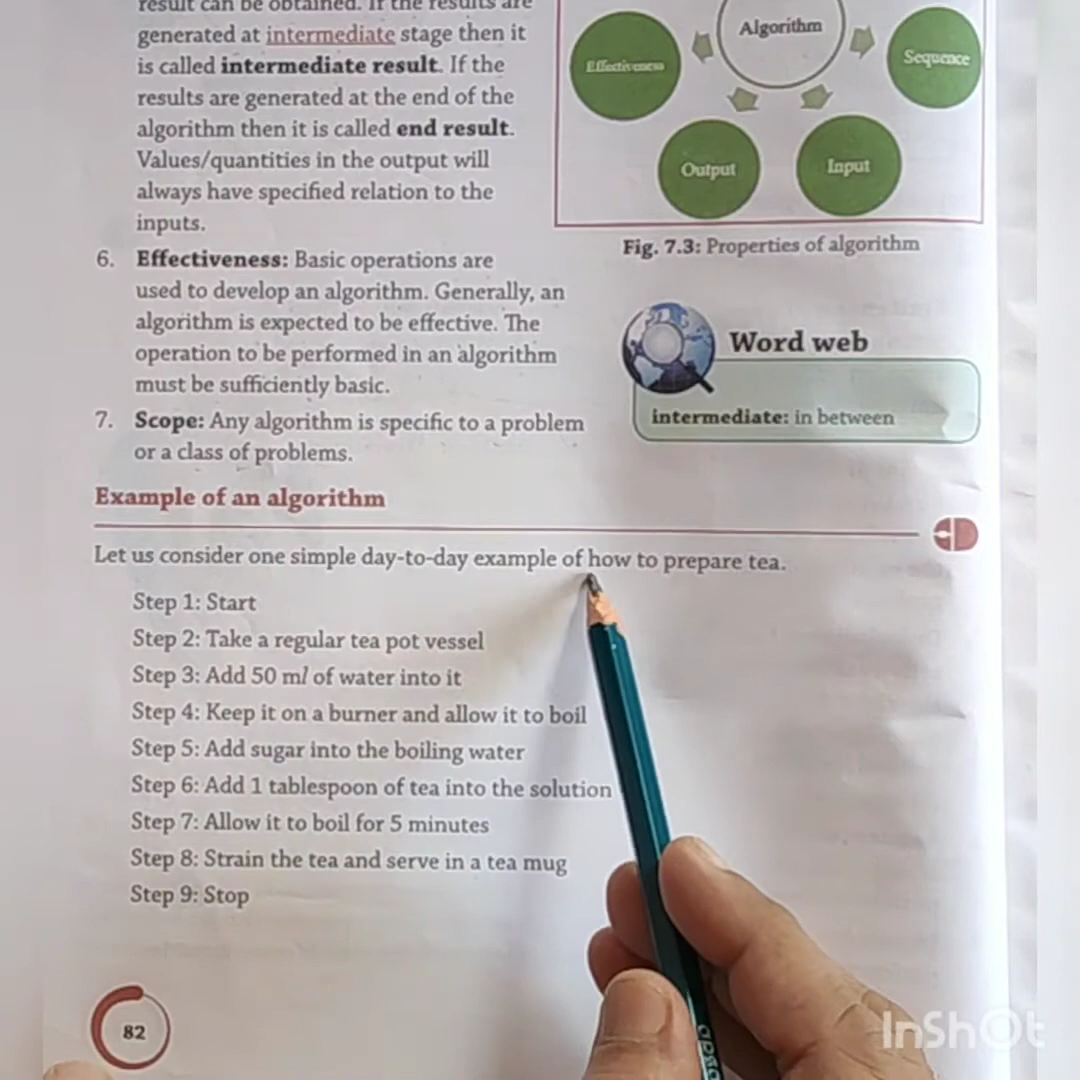 result can be obtained. If the results are
generated at intermediate stage then it
is called intermediate result. If the
results are generated at the end of the
algorithm then it is called end result.
Values/quantities in the output will
always have specified relation to the
inputs.
6. Effectiveness: Basic operations are
used to develop an algorithm. Generally, an
algorithm is expected to be effective. The
operation to be performed in an algorithm
must be sufficiently basic.
7. Scope: Any algorithm is specific to a problem
or a class of problems.
Algorithm
Effectiveness
Sequence
Output
Input
Fig. 7.3: Properties of algorithm
Word web
intermediate: in between
Example of an algorithm
Let us consider one simple day-to-day example of how to prepare tea.
Step 1: Start
Step 2: Take a regular tea pot vessel
Step 3: Add 50 ml of water into it
Step 4: Keep it on a burner and allow it to boil
Step 5: Add sugar into the boiling water
Step 6: Add 1 tablespoon of tea into the solution
Step 7: Allow it to boil for 5 minutes
Step 8: Strain the tea and serve in a tea mug
Step 9: Stop
82
InShOt